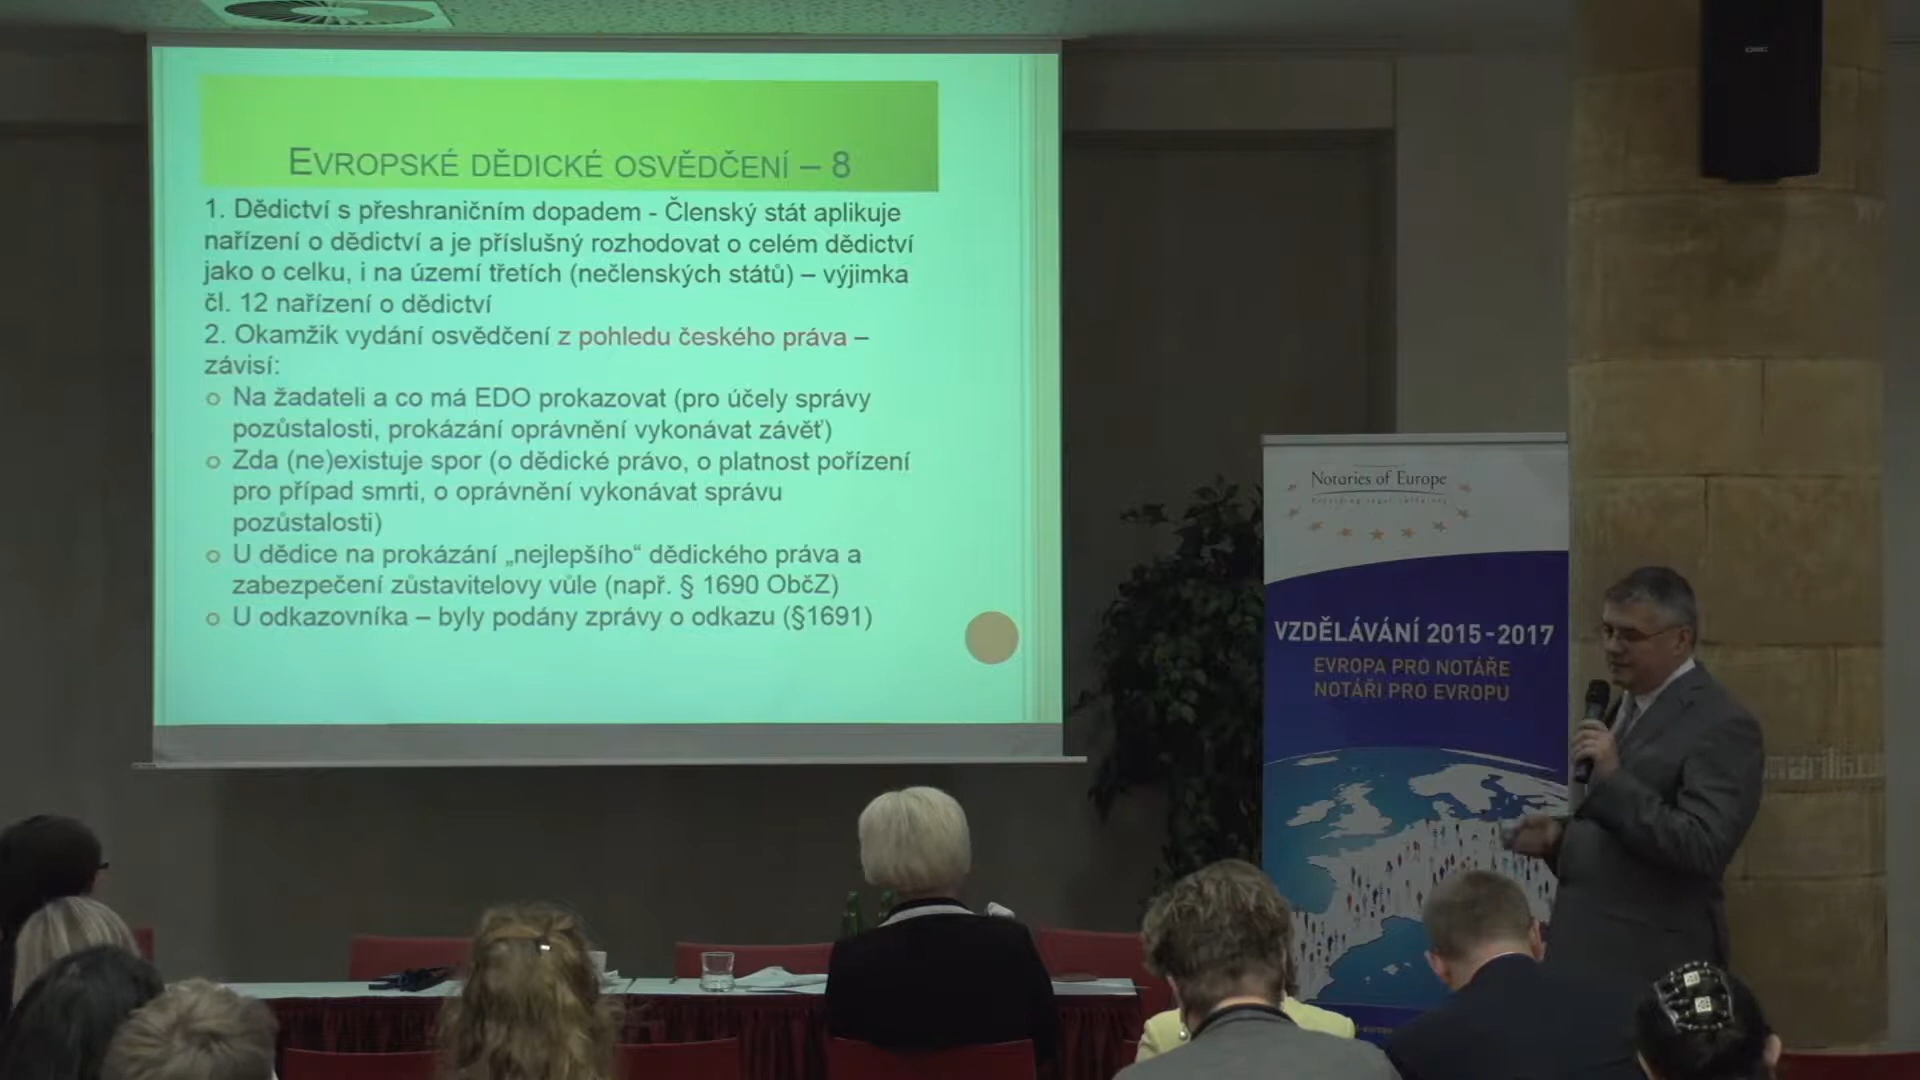 EVROPSKÉ DĚDICKÉ OSVĚDČENÍ – 8
1. Dědictví s přeshraničním dopadem - Členský stát aplikuje
nařízení o dědictví a je příslušný rozhodovat o celém dědictví
jako o celku, i na území třetích (nečlenských států) – výjimka
čl. 12 nařízení o dědictví
2. Okamžik vydání osvědčení z pohledu českého práva –
závisí:
Na žadateli a co má EDO prokazovat (pro účely správy
pozůstalosti, prokázání oprávnění vykonávat závěť)
Zda (ne)existuje spor (o dědické právo, o platnost pořízení
pro případ smrti, o oprávnění vykonávat správu
pozůstalosti)
U dědice na prokázání „nejlepšího“ dědického práva a
zabezpečení zůstavitelovy vůle (např. § 1690 ObčZ)
U odkazovníka – byly podány zprávy o odkazu (§1691)
Notaries of Europe
VZDĚLÁVÁNÍ 2015-2017
EVROPA PRO NOTÁŘE
NOTÁŘI PRO EVROPU